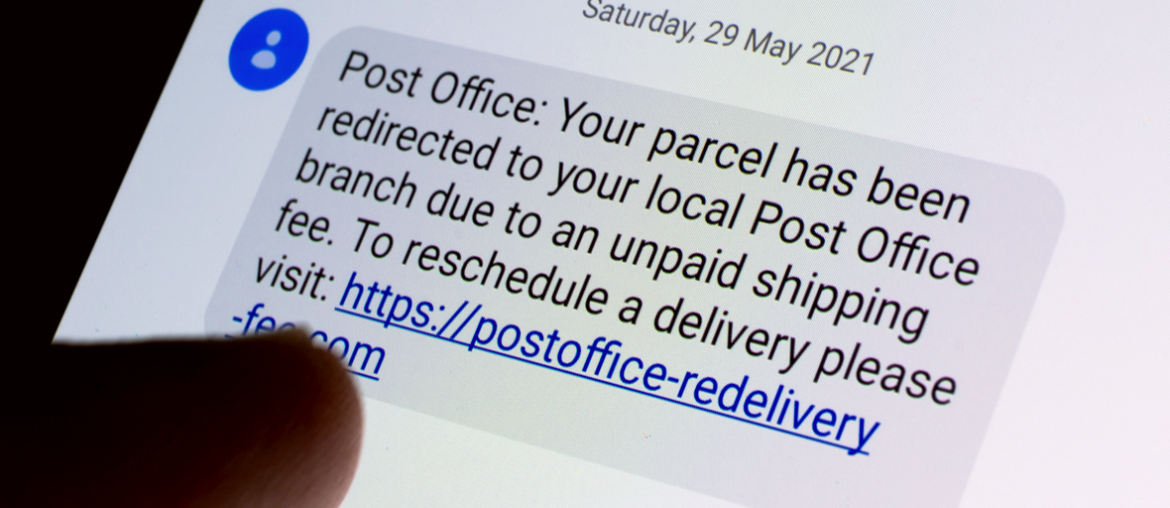 Saturday, 29 May 2021
Post Office: Your parcel has been
redirected to your local Post Office
branch due to an unpaid shipping
fee. To reschedule a delivery please
visit: https://postoffice-redelivery
-fee.com